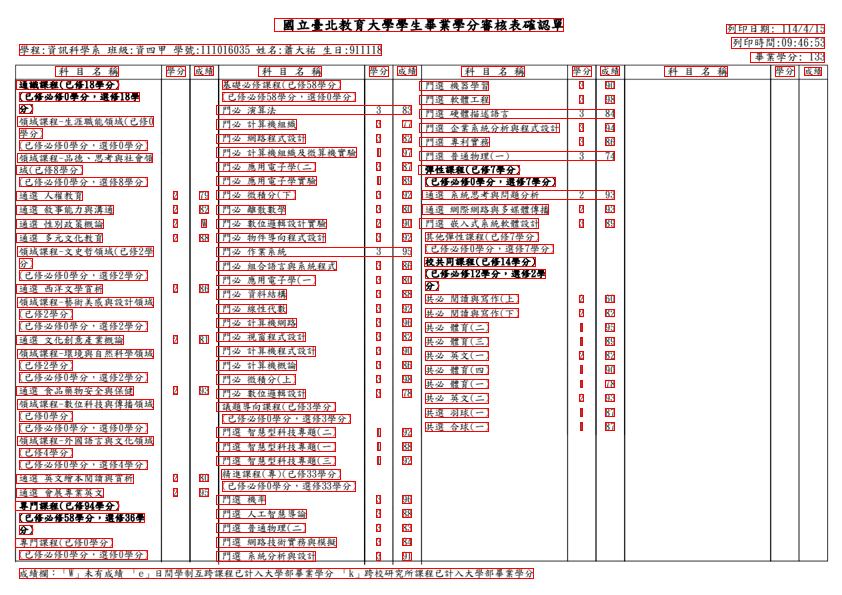 國立臺北教育大學學生畢業學分審核表確認單
列印日期: 114/4/15
列印時間:09:46:53
學程:資訊科學系 班級:資四甲 學號:111016035 姓名:蕭大祐 生日:911118
畢業學分: 133
科 目 名 稱 學分 成績
通識課程(已修18學分)
(已修必修0學分，選修18學分)
領域課程-生涯職能領域(已修0學分)
(已修必修0學分，選修0學分)
領域課程-品德、思考與社會領域(已修8學分)
(已修必修0學分，選修8學分)
通選 人權教育 2 79
通選 敘事能力與溝通 2 82
通選 性別政策概論 2 W
通選 多元文化教育 2 88
領域課程-文史哲領域(已修2學分)
(已修必修0學分，選修2學分)
通選 西洋文學賞析 2 86
領域課程-藝術美感與設計領域(已修2學分)
(已修必修0學分，選修2學分)
通選 文化創意產業概論 2 81
領域課程-環境與自然科學領域(已修2學分)
(已修必修0學分，選修2學分)
通選 食品藥物安全與保健 2 93
領域課程-數位科技與傳播領域(已修0學分)
(已修必修0學分，選修0學分)
領域課程-外國語言與文化領域(已修4學分)
(已修必修0學分，選修4學分)
通選 英文繪本閱讀與賞析 2 80
通選 會展專業英文 2 95
專門課程(已修94學分)
(已修必修58學分，選修36學分)
專門課程(已修0學分)
(已修必修0學分，選修0學分)
科 目 名 稱 學分 成績
基礎必修課程(已修58學分)
(已修必修58學分，選修0學分)
門必 演算法 3 83
門必 計算機組織 3 77
門必 網路程式設計 3 82
門必 計算機組織及微算機實驗 1 97
門必 應用電子學(二) 3 87
門必 應用電子學實驗 1 89
門必 微積分(下) 3 92
門必 離散數學 3 80
門必 數位邏輯設計實驗 2 90
門必 物件導向程式設計 3 92
門必 作業系統 3 95
門必 組合語言與系統程式 3 86
門必 應用電子學(一) 3 80
門必 資料結構 3 88
門必 線性代數 3 92
門必 計算機網路 3 96
門必 視窗程式設計 3 82
門必 計算機程式設計 3 90
門必 計算機概論 3 86
門必 微積分(上) 3 98
門必 數位邏輯設計 3 78
議題導向課程(已修3學分)
(已修必修0學分，選修3學分)
門選 智慧型科技專題(二) 1 92
門選 智慧型科技專題(一) 1 88
門選 智慧型科技專題(三) 1 92
精進課程(專)(已修33學分)
(已修必修0學分，選修33學分)
門選 機率 3 96
門選 人工智慧導論 3 88
門選 普通物理(二) 3 83
門選 網路技術實務與模擬 3 84
門選 系統分析與設計 3 91
科 目 名 稱 學分 成績
門選 機器學習 3 90
門選 軟體工程 3 98
門選 硬體描述語言 3 84
門選 企業系統分析與程式設計 3 94
門選 專利實務 3 86
門選 普通物理(一) 3 74
彈性課程(已修7學分)
(已修必修0學分，選修7學分)
通選 系統思考與問題分析 2 93
通選 網際網路與多媒體傳播 2 93
門選 嵌入式系統軟體設計 3 89
其他彈性課程(已修7學分)
(已修必修0學分，選修7學分)
校共同課程(已修14學分)
(已修必修12學分，選修2學分)
共必 閱讀與寫作(上 2 60
共必 閱讀與寫作(下 2 82
共必 體育(二 95
共必 體育(三 89
共必 英文(一 2 82
共必 體育(四 90
共必 體育(一 78
共必 英文(二 2 93
共選 羽球(一 87
共選 合球(一 87
科 目 名 稱 學分 成績
成績欄：「W」未有成績 「e」日間學制互跨課程已計入大學部畢業學分 「k」跨校研究所課程已計入大學部畢業學分